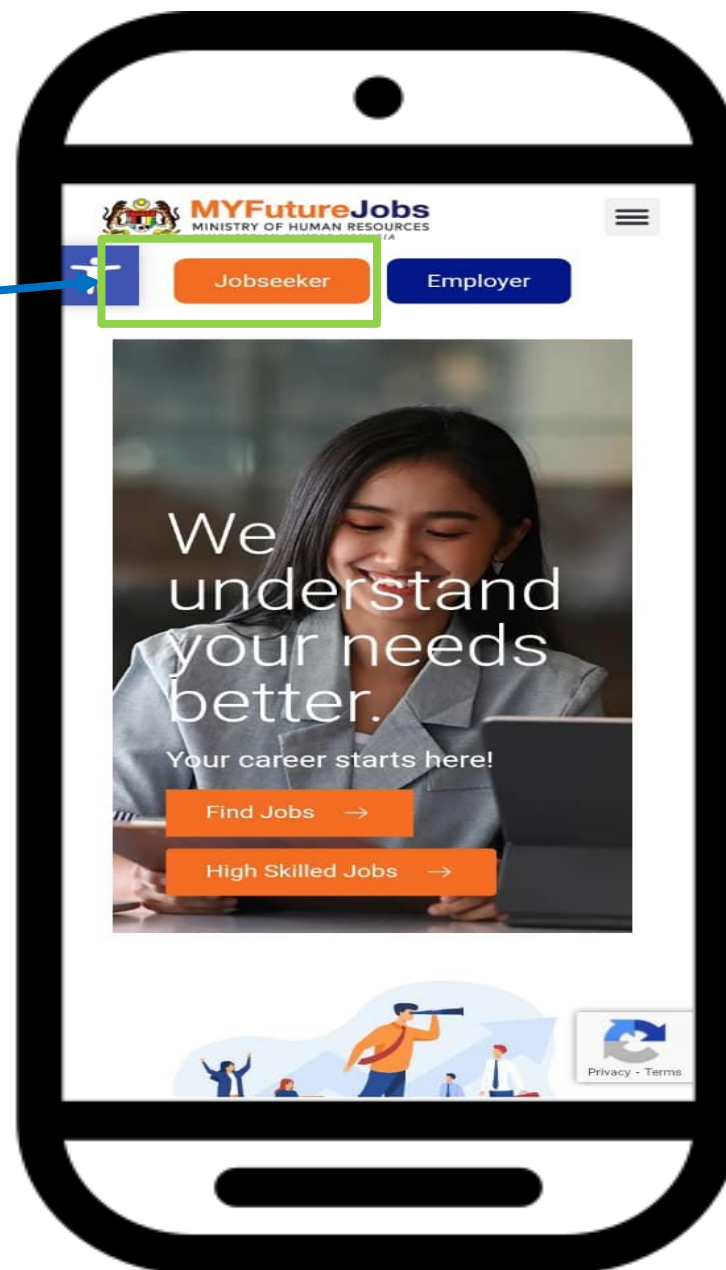 MYFutureJobs
MINISTRY OF HUMAN RESOURCES
Jobseeker
Employer
We
understand
your needs
better.
Your career starts here!
Find Jobs →
High Skilled Jobs →
Privacy - Terms